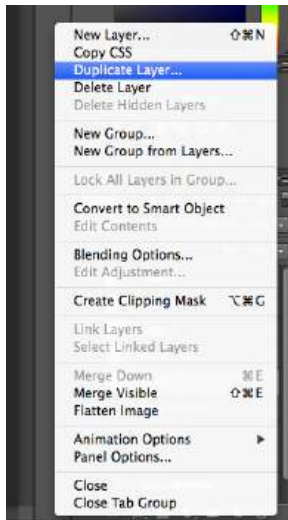 New Layer... ⇧⌘N
Copy CSS
Duplicate Layer...
Delete Layer
Delete Hidden Layers
New Group...
New Group from Layers...
Lock All Layers in Group...
Convert to Smart Object
Edit Contents
Blending Options...
Edit Adjustment...
Create Clipping Mask ⌥⌘G
Link Layers
Select Linked Layers
Merge Down ⌘E
Merge Visible ⇧⌘E
Flatten Image
Animation Options ▶
Panel Options...
Close
Close Tab Group